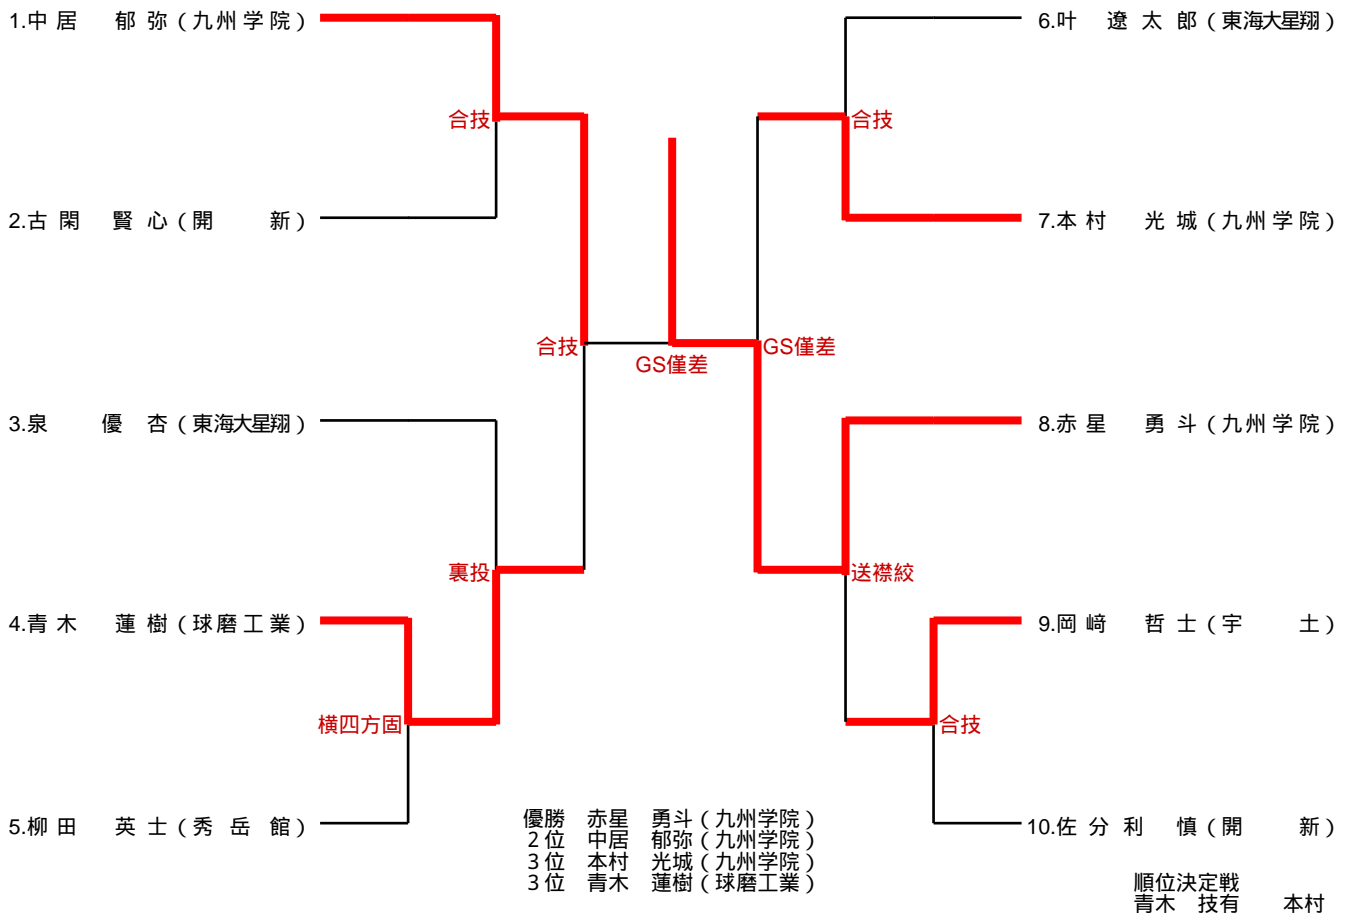 1.中居 郁弥(九州学院)
6.叶 遼太郎(東海大星翔)
合技
合技
2.古閑 賢心(開 新)
7.本村 光城(九州学院)
合技
GS僅差
GS僅差
3.泉 優杏(東海大星翔)
8.赤星 勇斗(九州学院)
裏投
送襟絞
4.青木 蓮樹(球磨工業)
9.岡﨑 哲士(宇 土)
横四方固
合技
5.柳田 英士(秀岳館)
10.佐分利 慎(開 新)
優勝 赤星 勇斗(九州学院)
2位 中居 郁弥(九州学院)
3位 本村 光城(九州学院)
3位 青木 蓮樹(球磨工業)
順位決定戦
青木 技有 本村